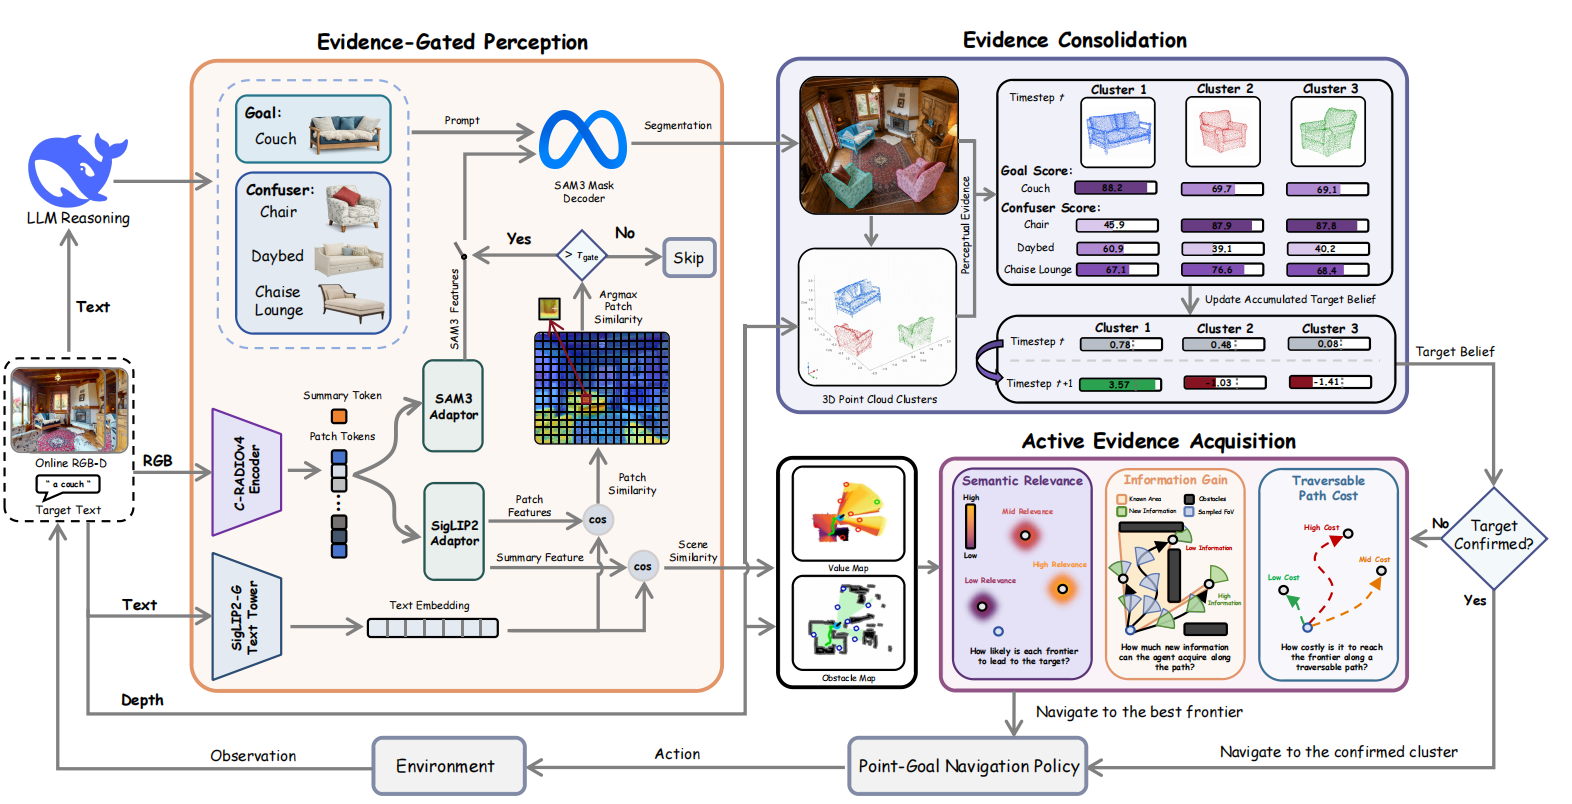 Evidence-Gated Perception
Evidence Consolidation
Goal:
Couch
Confuser:
Chair
Daybed
Chaise
Lounge
LLM Reasoning
Text
Prompt
SAM3 Mask
Decoder
Segmentation
Yes
No
> τgate
Skip
SAM3 Features
Argmax
Patch
Similarity
Summary Token
Patch Tokens
SAM3
Adaptor
SigLIP2
Adaptor
C-RADIOv4
Encoder
SigLIP2-G
Text Tower
RGB
Text
Depth
Online RGB-D
" a couch "
Target Text
Patch
Features
Patch
Similarity
cos
Summary Feature
cos
Scene
Similarity
Text Embedding
Perceptual Evidence
3D Point Cloud Clusters
Timestep t
Cluster 1
Cluster 2
Cluster 3
Goal Score:
Couch 88.2 69.7 69.1
Confuser Score:
Chair 45.9 87.9 87.8
Daybed 60.9 39.1 40.2
Chaise Lounge 67.1 76.6 68.4
Update Accumulated Target Belief
Cluster 1 Cluster 2 Cluster 3
Timestep t 0.78 0.48 0.08
Timestep t+1 3.57 -1.03 -1.41
Target Belief
Active Evidence Acquisition
Value Map
Obstacle Map
Semantic Relevance
High
Low
Mid Relevance
High Relevance
Low Relevance
How likely is each frontier
to lead to the target?
Information Gain
Known Area
Obstacles
New Information
Sampled FoV
Low Information
High
Information
How much new information
can the agent acquire along
the path?
Traversable
Path Cost
High Cost
Mid Cost
Low Cost
How costly is it to reach
the frontier along a
traversable path?
No
Target
Confirmed?
Yes
Navigate to the best frontier
Navigate to the confirmed cluster
Point-Goal Navigation Policy
Action
Environment
Observation